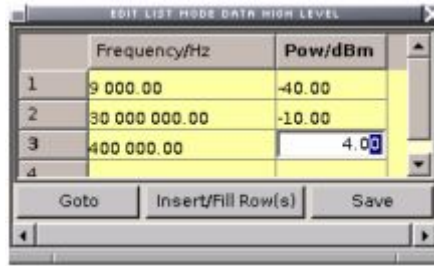 EDIT LIST MODE DATA HIGH LEVEL
Frequency/Hz Pow/dBm
1 9 000.00 -40.00
2 30 000 000.00 -10.00
3 400 000.00 4.00
4
Goto Insert/Fill Row(s) Save